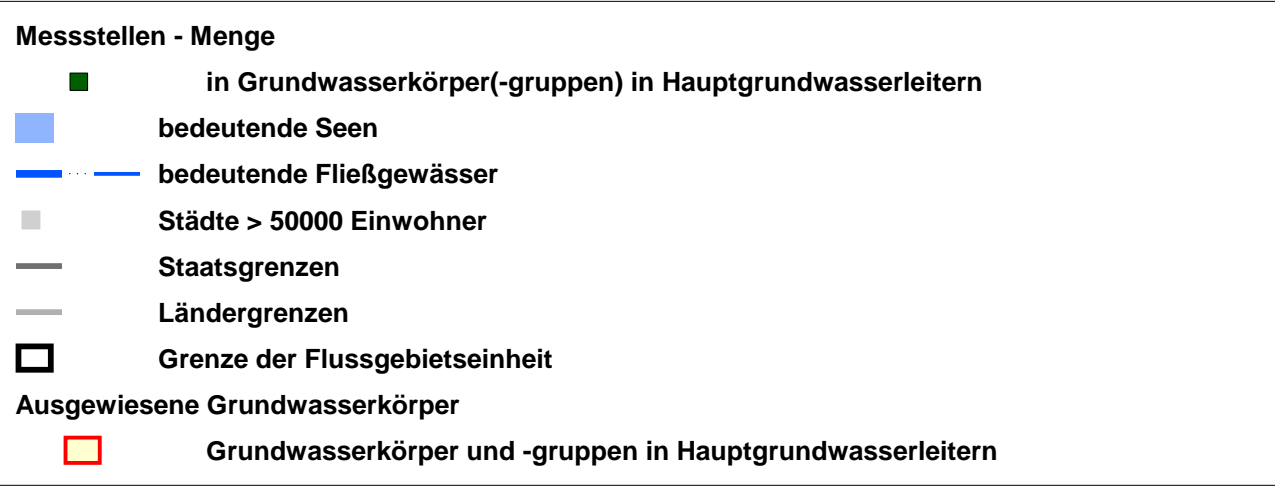 Messstellen - Menge
in Grundwasserkörper(-gruppen) in Hauptgrundwasserleitern
bedeutende Seen
bedeutende Fließgewässer
Städte > 50000 Einwohner
Staatsgrenzen
Ländergrenzen
Grenze der Flussgebietseinheit
Ausgewiesene Grundwasserkörper
Grundwasserkörper und -gruppen in Hauptgrundwasserleitern